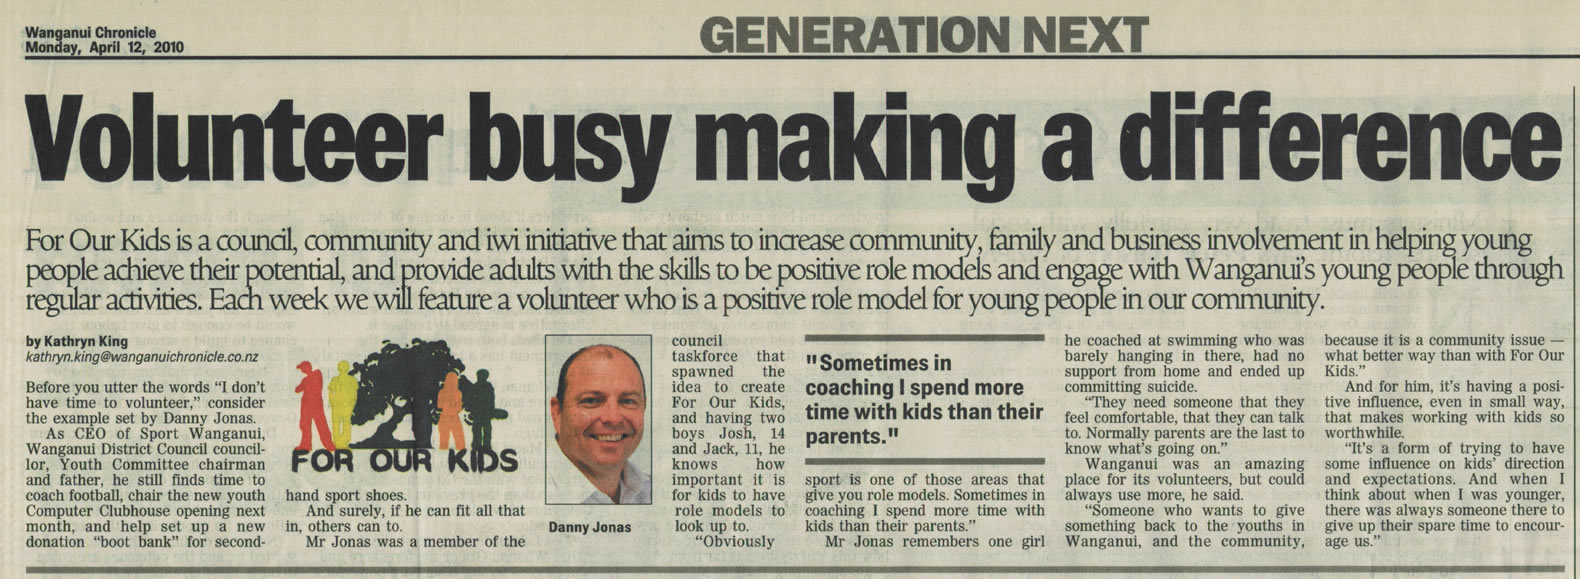 Wanganui Chronicle
Monday, April 12, 2010
GENERATION NEXT
Volunteer busy making a difference
For Our Kids is a council, community and iwi initiative that aims to increase community, family and business involvement in helping young
people achieve their potential, and provide adults with the skills to be positive role models and engage with Wanganui's young people through
regular activities. Each week we will feature a volunteer who is a positive role model for young people in our community.
by Kathryn King
kathryn.king@wanganuichronicle.co.nz
Before you utter the words “I don't
have time to volunteer,” consider
the example set by Danny Jonas.
As CEO of Sport Wanganui,
Wanganui District Council council-
lor, Youth Committee chairman
and father, he still finds time to
coach football, chair the new youth
Computer Clubhouse opening next
month, and help set up a new
donation “boot bank” for second-
FOR OUR KIDS
hand sport shoes.
And surely, if he can fit all that
in, others can to.
Mr Jonas was a member of the
Danny Jonas
council
taskforce that
spawned the
idea to create
For Our Kids,
and having two
boys Josh, 14
and Jack, 11, he
knows how
important it is
for kids to have
role models to
look up to.
“Obviously
"Sometimes in
coaching I spend more
time with kids than their
parents."
sport is one of those areas that
give you role models. Sometimes in
coaching I spend more time with
kids than their parents.”
Mr Jonas remembers one girl
he coached at swimming who was
barely hanging in there, had no
support from home and ended up
committing suicide.
“They need someone that they
feel comfortable, that they can talk
to. Normally parents are the last to
know what's going on.”
Wanganui was an amazing
place for its volunteers, but could
always use more, he said.
“Someone who wants to give
something back to the youths in
Wanganui, and the community,
because it is a community issue —
what better way than with For Our
Kids.”
And for him, it's having a posi-
tive influence, even in small way,
that makes working with kids so
worthwhile.
“It's a form of trying to have
some influence on kids' direction
and expectations. And when I
think about when I was younger,
there was always someone there to
give up their spare time to encour-
age us.”